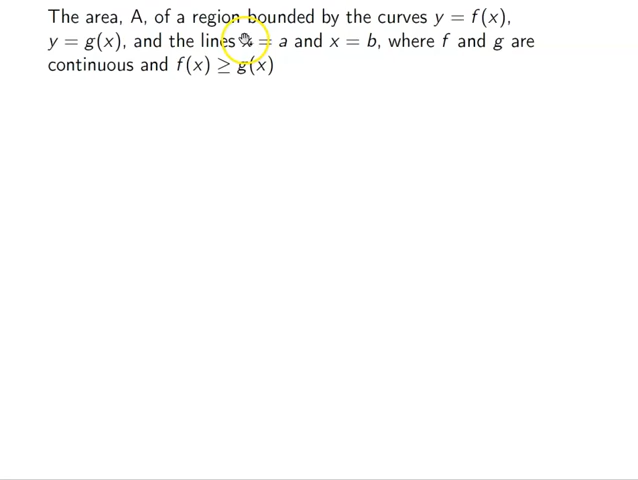 The area, A, of a region bounded by the curves y = f(x),
y = g(x), and the lines = a and x = b, where f and g are
continuous and f(x) ≥ g(x)